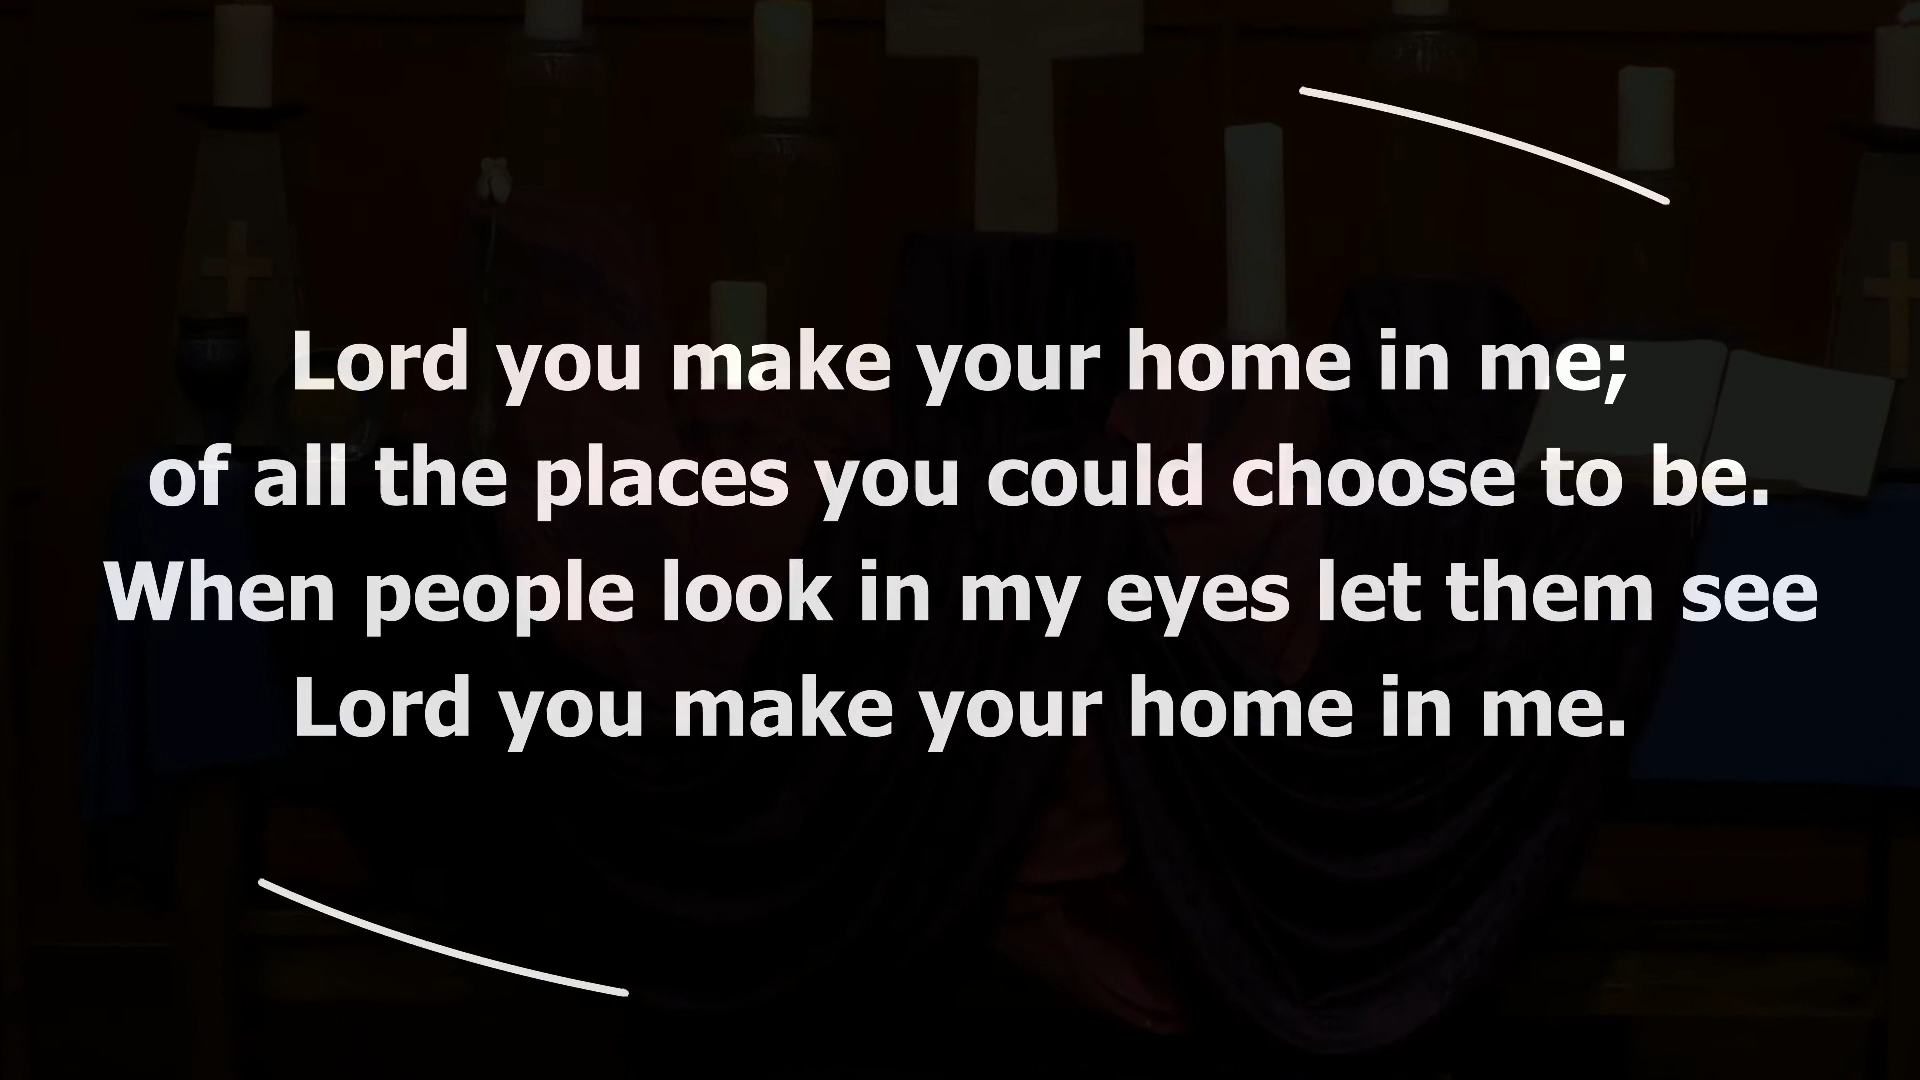 Lord you make your home in me;
of all the places you could choose to be.
When people look in my eyes let them see
Lord you make your home in me.